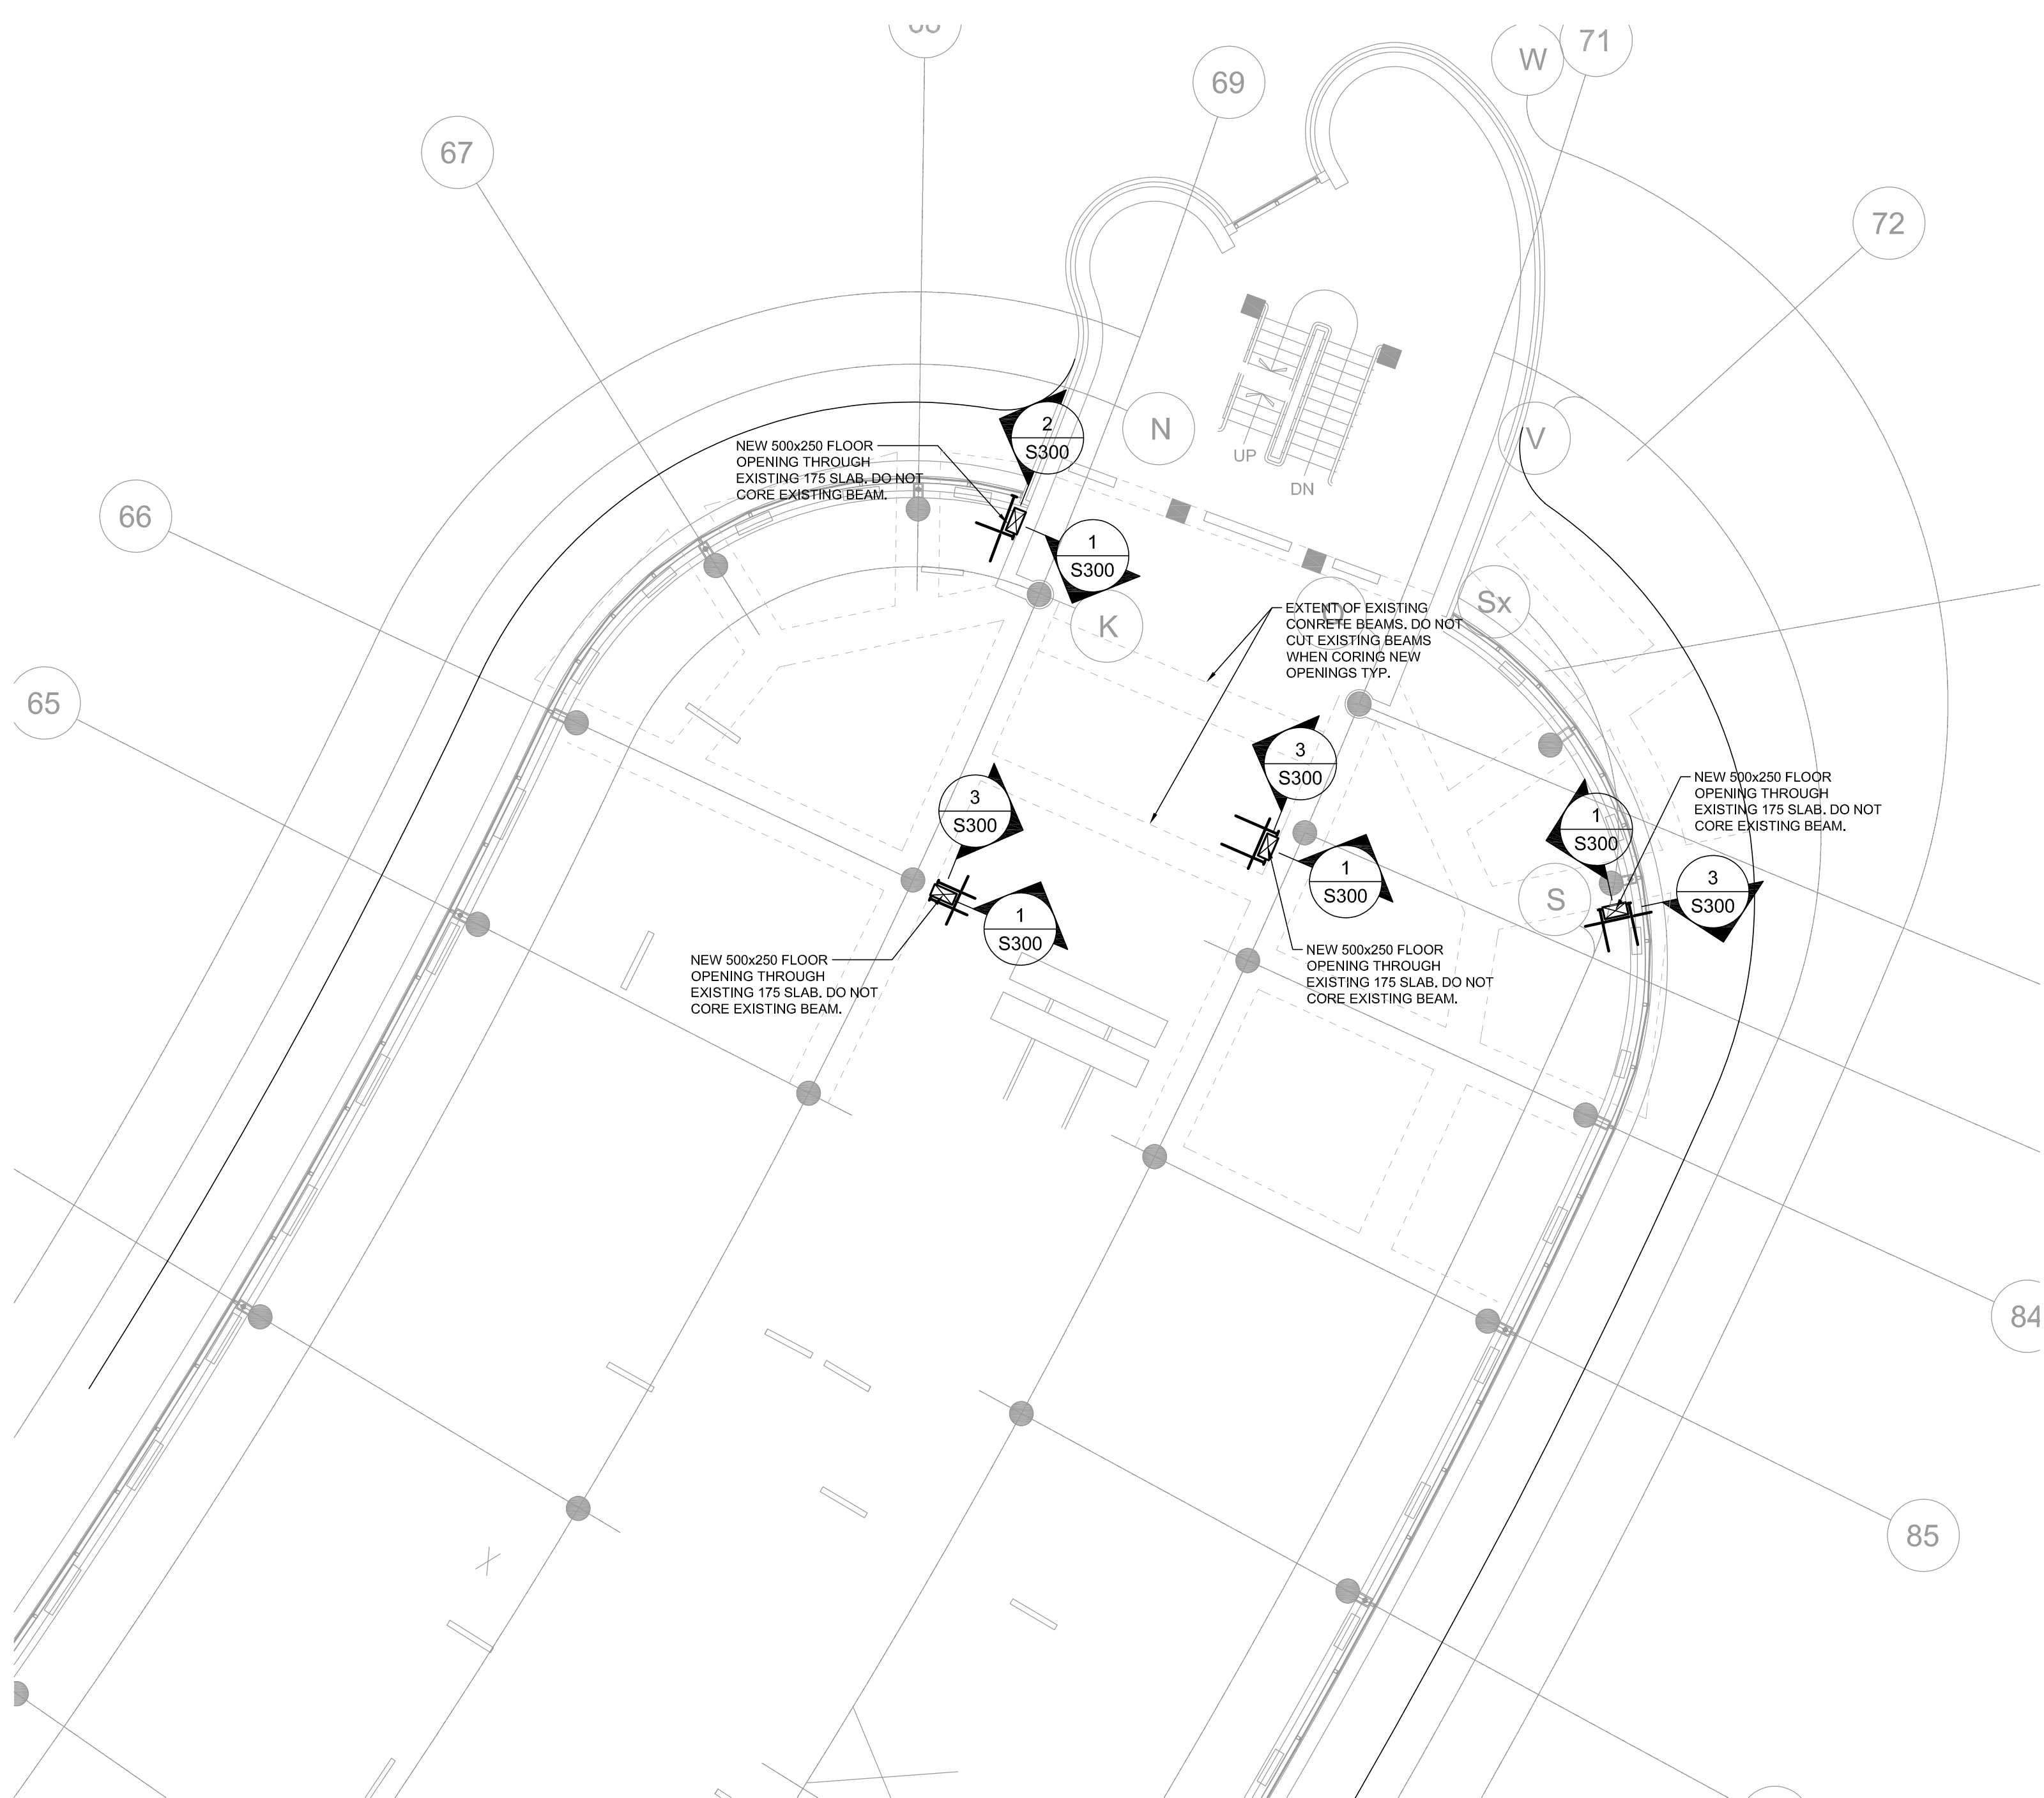 69
W
71
67
72
N
V
2
S300
NEW 500x250 FLOOR
OPENING THROUGH
EXISTING 175 SLAB. DO NOT
CORE EXISTING BEAM.
UP
DN
66
1
S300
K
Sx
EXTENT OF EXISTING
CONRETE BEAMS. DO NOT
CUT EXISTING BEAMS
WHEN CORING NEW
OPENINGS TYP.
65
3
S300
3
S300
NEW 500x250 FLOOR
OPENING THROUGH
EXISTING 175 SLAB. DO NOT
CORE EXISTING BEAM.
1
S300
1
S300
3
S300
S
1
S300
NEW 500x250 FLOOR
OPENING THROUGH
EXISTING 175 SLAB. DO NOT
CORE EXISTING BEAM.
NEW 500x250 FLOOR
OPENING THROUGH
EXISTING 175 SLAB. DO NOT
CORE EXISTING BEAM.
84
85